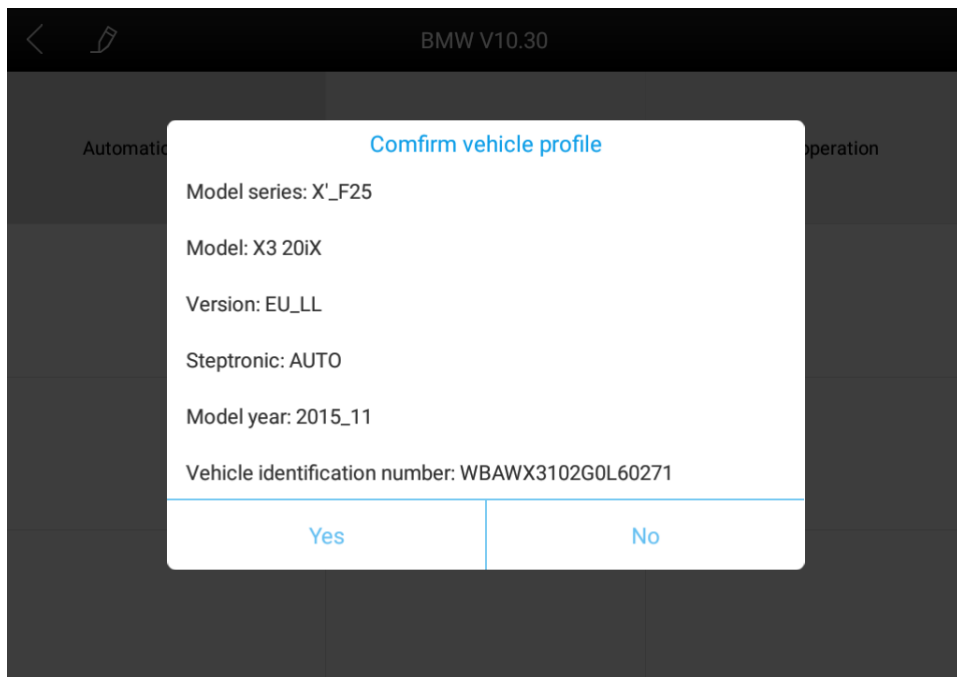 BMW V10.30
Automatic
operation
Comfirm vehicle profile
Model series: X'_F25
Model: X3 20iX
Version: EU_LL
Steptronic: AUTO
Model year: 2015_11
Vehicle identification number: WBAWX3102G0L60271
Yes
No